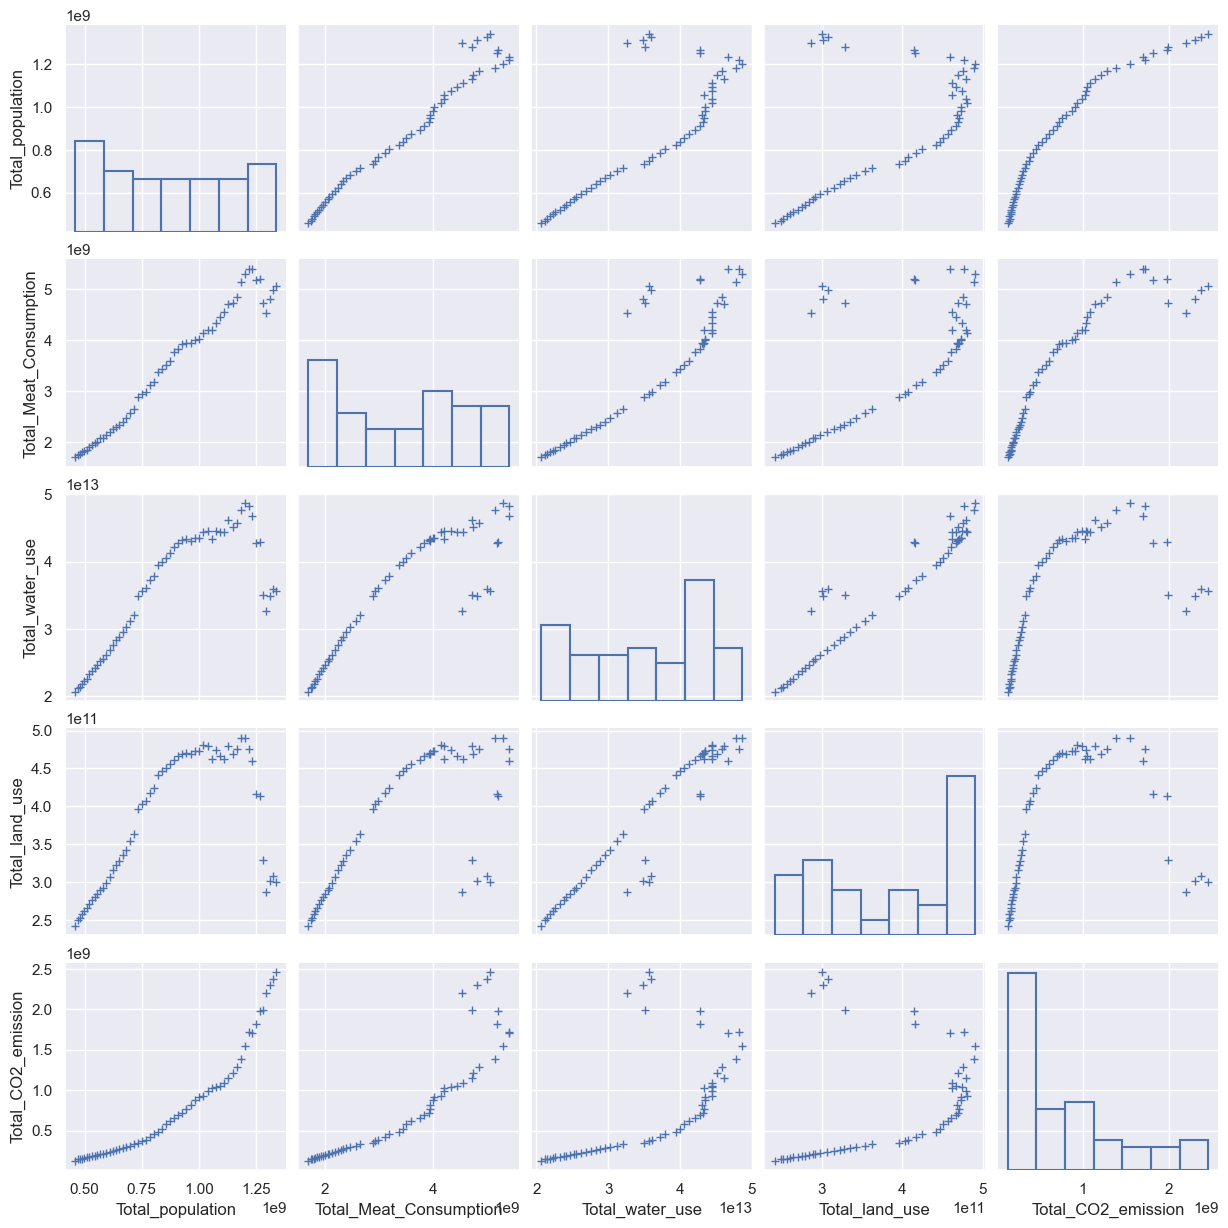 1e9
Total_population
1.2
1.0
0.8
0.6
1e9
Total_Meat_Consumption
5
4
3
2
1e13
Total_water_use
5
4
3
2
1e11
Total_land_use
5.0
4.5
4.0
3.5
3.0
2.5
1e9
Total_CO2_emission
2.5
2.0
1.5
1.0
0.5
0.50 0.75 1.00 1.25 2 4 2 3 4 5 3 4 5 1 2
Total_population 1e9 Total_Meat_Consumption 1e9 Total_water_use 1e13 Total_land_use 1e11 Total_CO2_emission 1e9